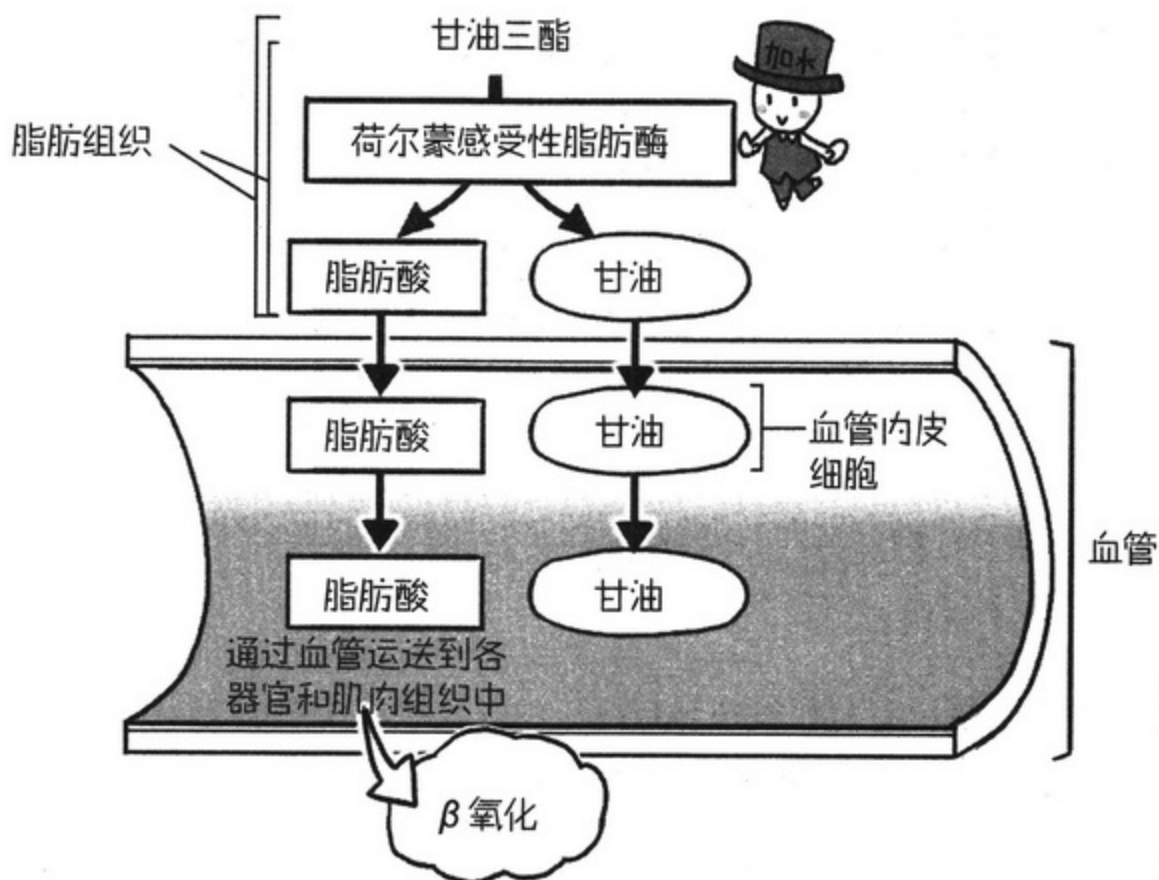 甘油三酯
加水
脂肪组织
荷尔蒙感受性脂肪酶
脂肪酸
甘油
脂肪酸
甘油
血管内皮
细胞
血管
脂肪酸
甘油
通过血管运送到各
器官和肌肉组织中
β氧化